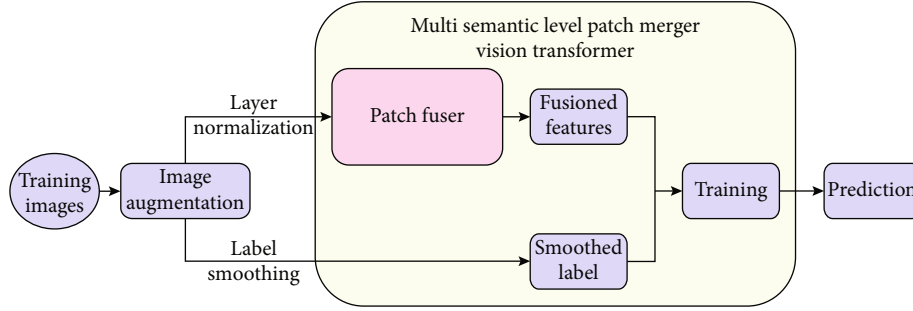 Multi semantic level patch merger
vision transformer
Layer
normalization
Patch fuser
Fusioned
features
Training
images
Image
augmentation
Training
Prediction
Label
smoothing
Smoothed
label